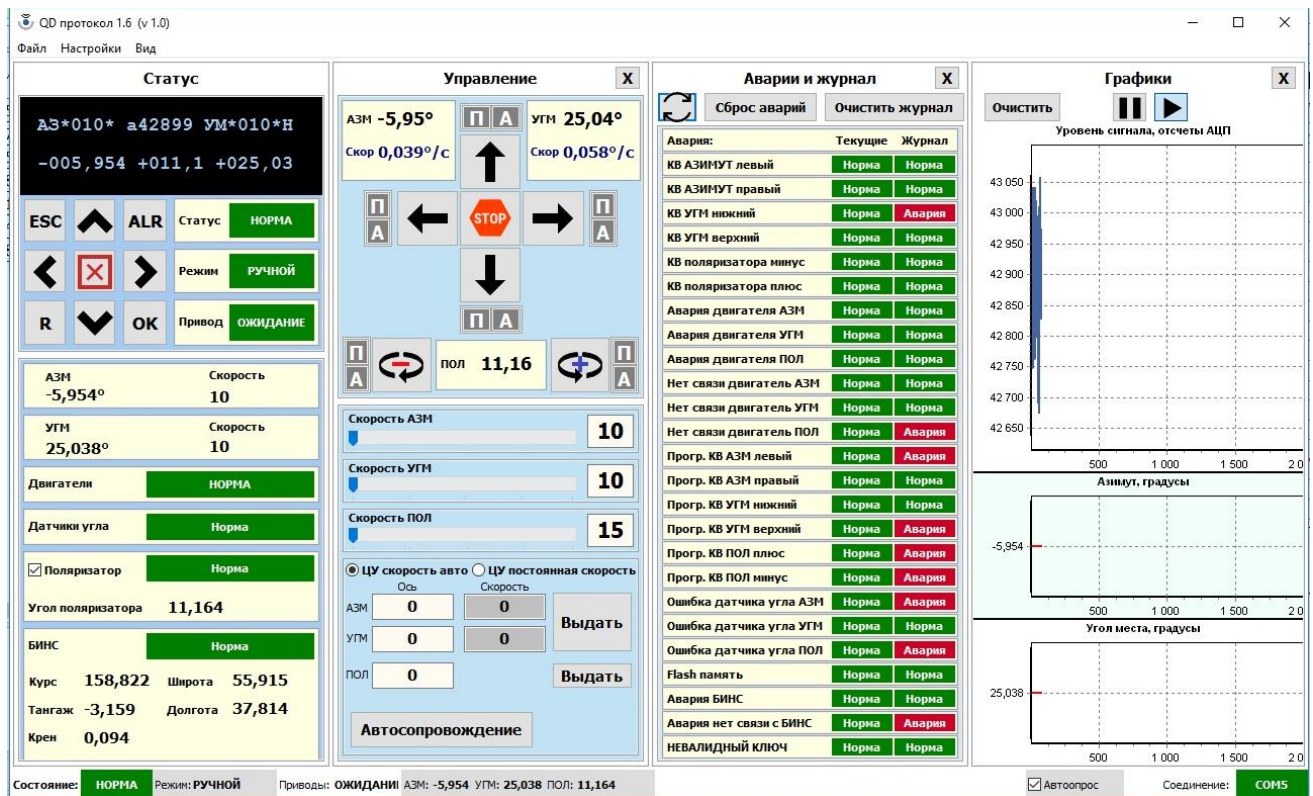 QD протокол 1.6 (v 1.0)
Файл Настройки Вид
Статус
АЗ*010* а42899 УМ*010*Н
-005,954 +011,1 +025,03
ESC ALR Статус НОРМА
Режим РУЧНОЙ
R OK Привод ОЖИДАНИЕ
АЗМ Скорость
-5,954° 10
УГМ Скорость
25,038° 10
Двигатели НОРМА
Датчики угла Норма
Поляризатор Норма
Угол поляризатора 11,164
БИНС Норма
Курс 158,822 Широта 55,915
Тангаж -3,159 Долгота 37,814
Крен 0,094
Управление X
АЗМ -5,95° П А УГМ 25,04°
Скор 0,039°/с Скор 0,058°/с
П STOP П
А А
П А
П ПОЛ 11,16 П
А А
Скорость АЗМ 10
Скорость УГМ 10
Скорость ПОЛ 15
ЦУ скорость авто ЦУ постоянная скорость
Ось Скорость
АЗМ 0 0 Выдать
УГМ 0 0
ПОЛ 0 Выдать
Автосопровождение
Аварии и журнал X
Сброс аварий Очистить журнал
Авария: Текущие Журнал
КВ АЗИМУТ левый Норма Норма
КВ АЗИМУТ правый Норма Норма
КВ УГМ нижний Норма Авария
КВ УГМ верхний Норма Норма
КВ поляризатора минус Норма Норма
КВ поляризатора плюс Норма Норма
Авария двигателя АЗМ Норма Норма
Авария двигателя УГМ Норма Норма
Авария двигателя ПОЛ Норма Норма
Нет связи двигатель АЗМ Норма Норма
Нет связи двигатель УГМ Норма Норма
Нет связи двигатель ПОЛ Норма Авария
Прогр. КВ АЗМ левый Норма Авария
Прогр. КВ АЗМ правый Норма Норма
Прогр. КВ УГМ нижний Норма Норма
Прогр. КВ УГМ верхний Норма Авария
Прогр. КВ ПОЛ плюс Норма Авария
Прогр. КВ ПОЛ минус Норма Авария
Ошибка датчика угла АЗМ Норма Авария
Ошибка датчика угла УГМ Норма Норма
Ошибка датчика угла ПОЛ Норма Авария
Flash память Норма Норма
Авария БИНС Норма Норма
Авария нет связи с БИНС Норма Авария
НЕВАЛИДНЫЙ КЛЮЧ Норма Норма
Графики X
Очистить
Уровень сигнала, отсчеты АЦП
43 050
43 000
42 950
42 900
42 850
42 800
42 750
42 700
42 650
500 1 000 1 500 2 0
Азимут, градусы
-5,954
500 1 000 1 500 2 0
Угол места, градусы
25,038
500 1 000 1 500 2 0
Состояние: НОРМА Режим: РУЧНОЙ Приводы: ОЖИДАНИ АЗМ: -5,954 УГМ: 25,038 ПОЛ: 11,164 Автоопрос Соединение: COM5